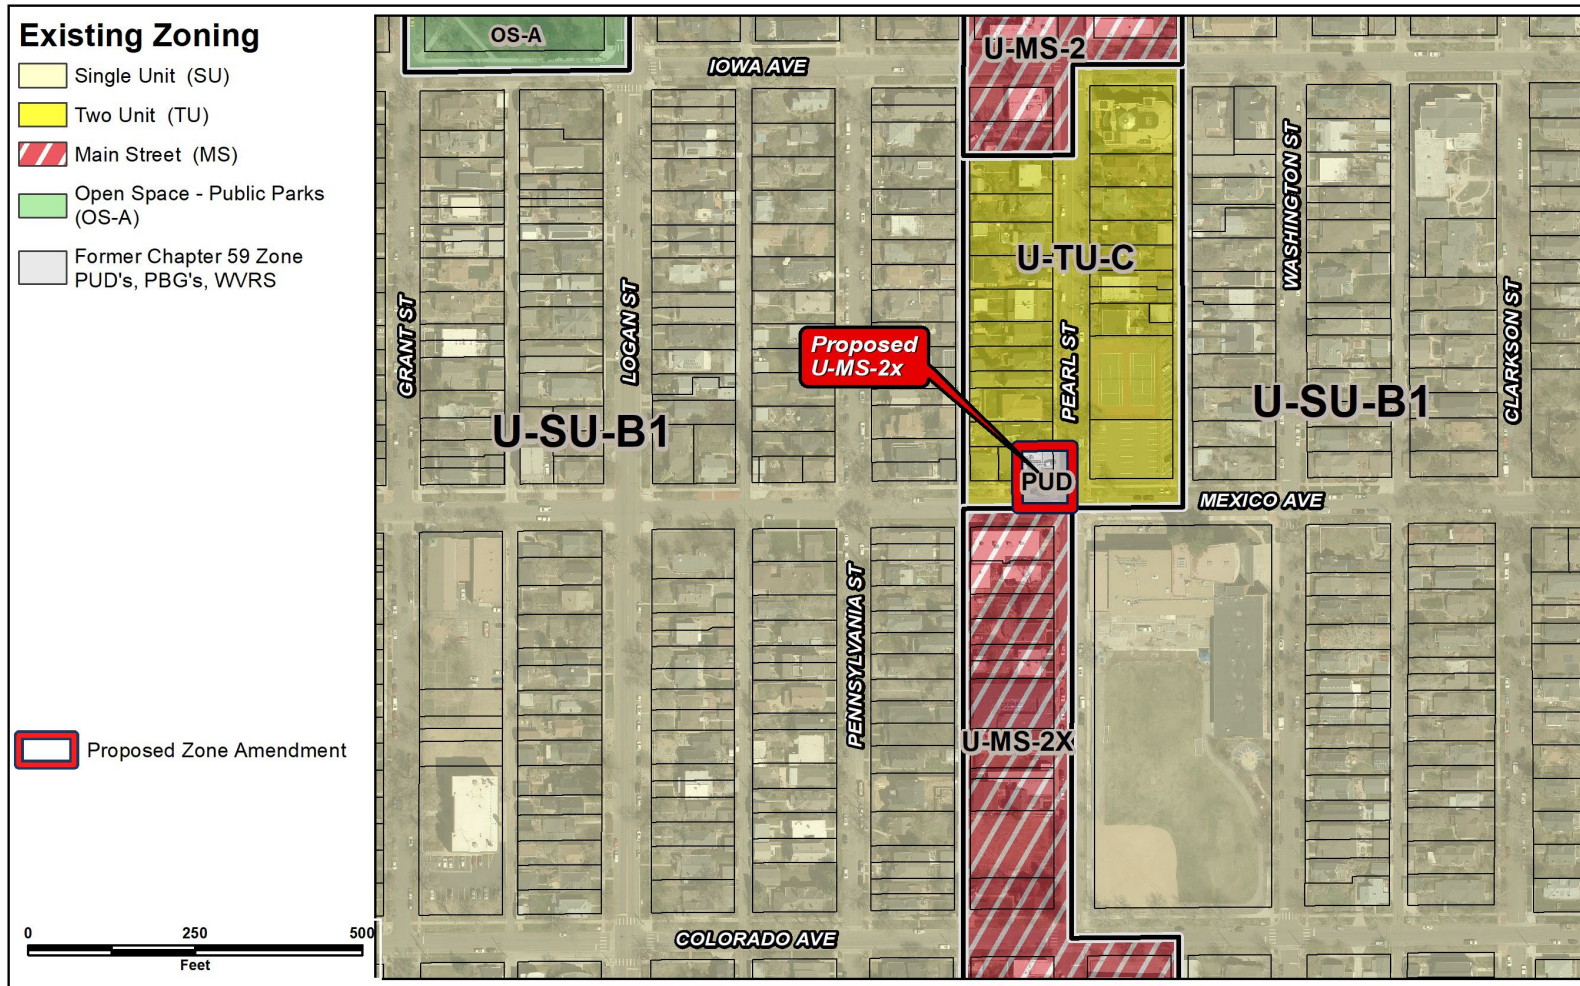 Existing Zoning
Single Unit (SU)
Two Unit (TU)
Main Street (MS)
Open Space - Public Parks
(OS-A)
Former Chapter 59 Zone
PUD's, PBG's, WVRS
Proposed Zone Amendment
0 250 500
Feet
OS-A
IOWA AVE
U-MS-2
U-TU-C
GRANT ST
LOGAN ST
PEARL ST
WASHINGTON ST
CLARKSON ST
Proposed
U-MS-2x
U-SU-B1
U-SU-B1
PUD
MEXICO AVE
PENNSYLVANIA ST
U-MS-2X
COLORADO AVE